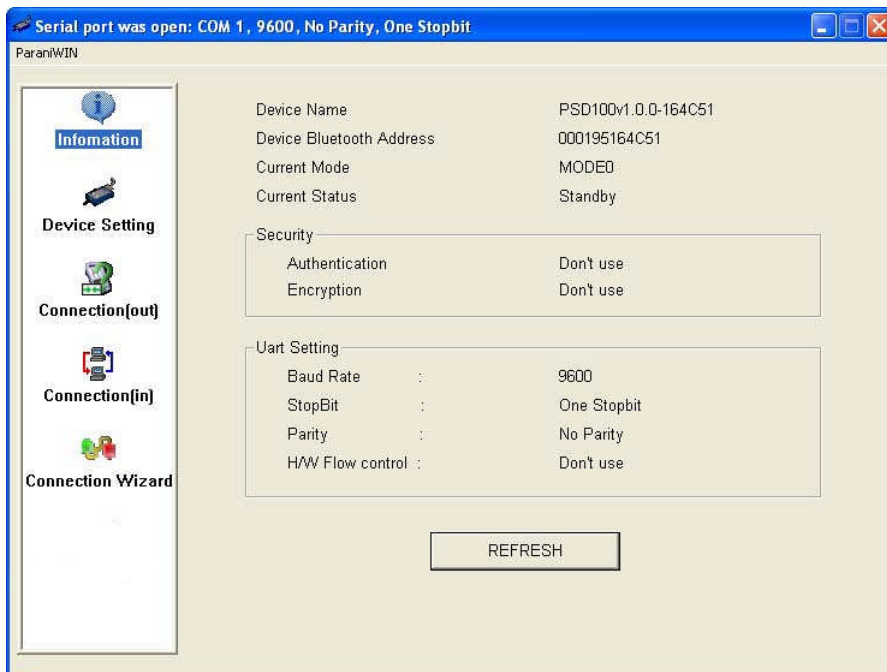 Serial port was open: COM 1, 9600, No Parity, One Stopbit
ParaniWIN
Infomation
Device Setting
Connection(out)
Connection(in)
Connection Wizard
Device Name PSD100v1.0.0-164C51
Device Bluetooth Address 000195164C51
Current Mode MODE0
Current Status Standby
Security
Authentication Don't use
Encryption Don't use
Uart Setting
Baud Rate : 9600
StopBit : One Stopbit
Parity : No Parity
H/W Flow control : Don't use
REFRESH